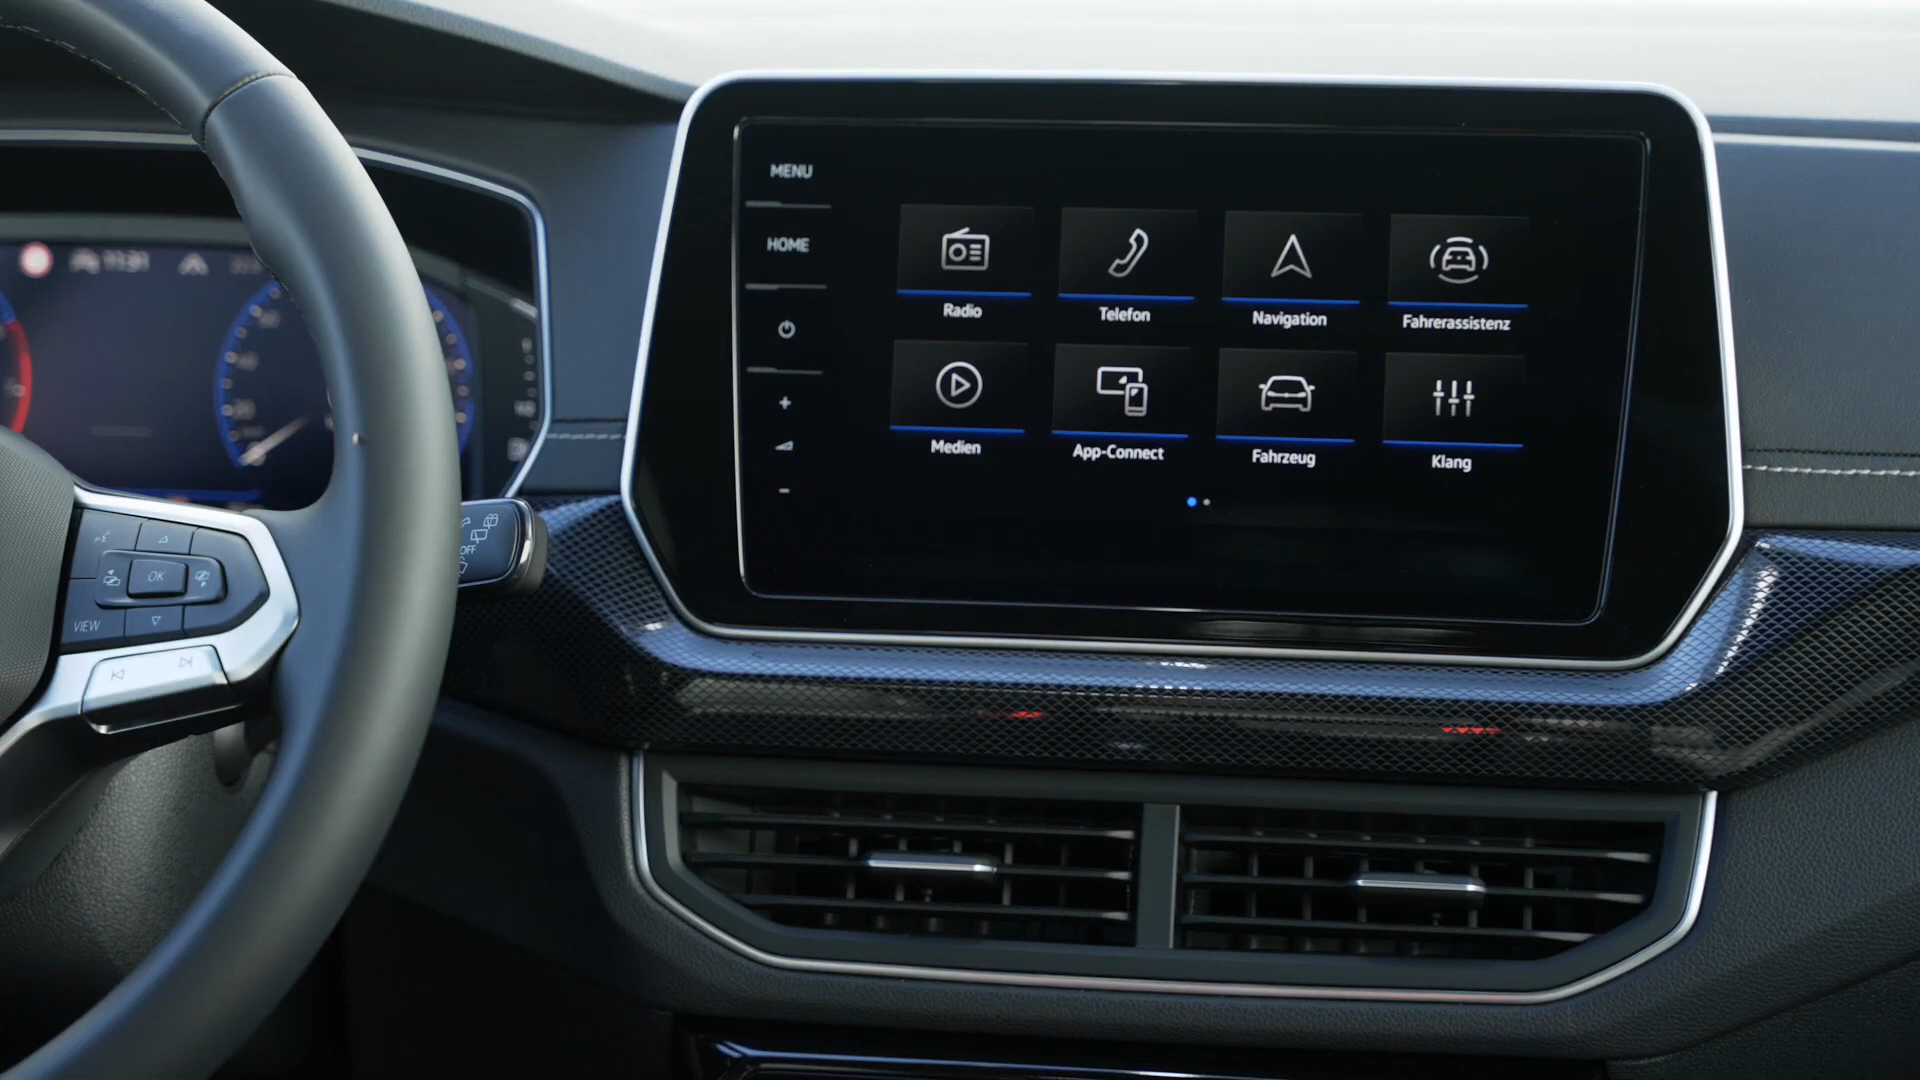 MENU
HOME
Radio
Telefon
Navigation
Fahrerassistenz
Medien
App-Connect
Fahrzeug
Klang
OFF
OK
VIEW